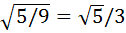 √(5/9) = √5/3